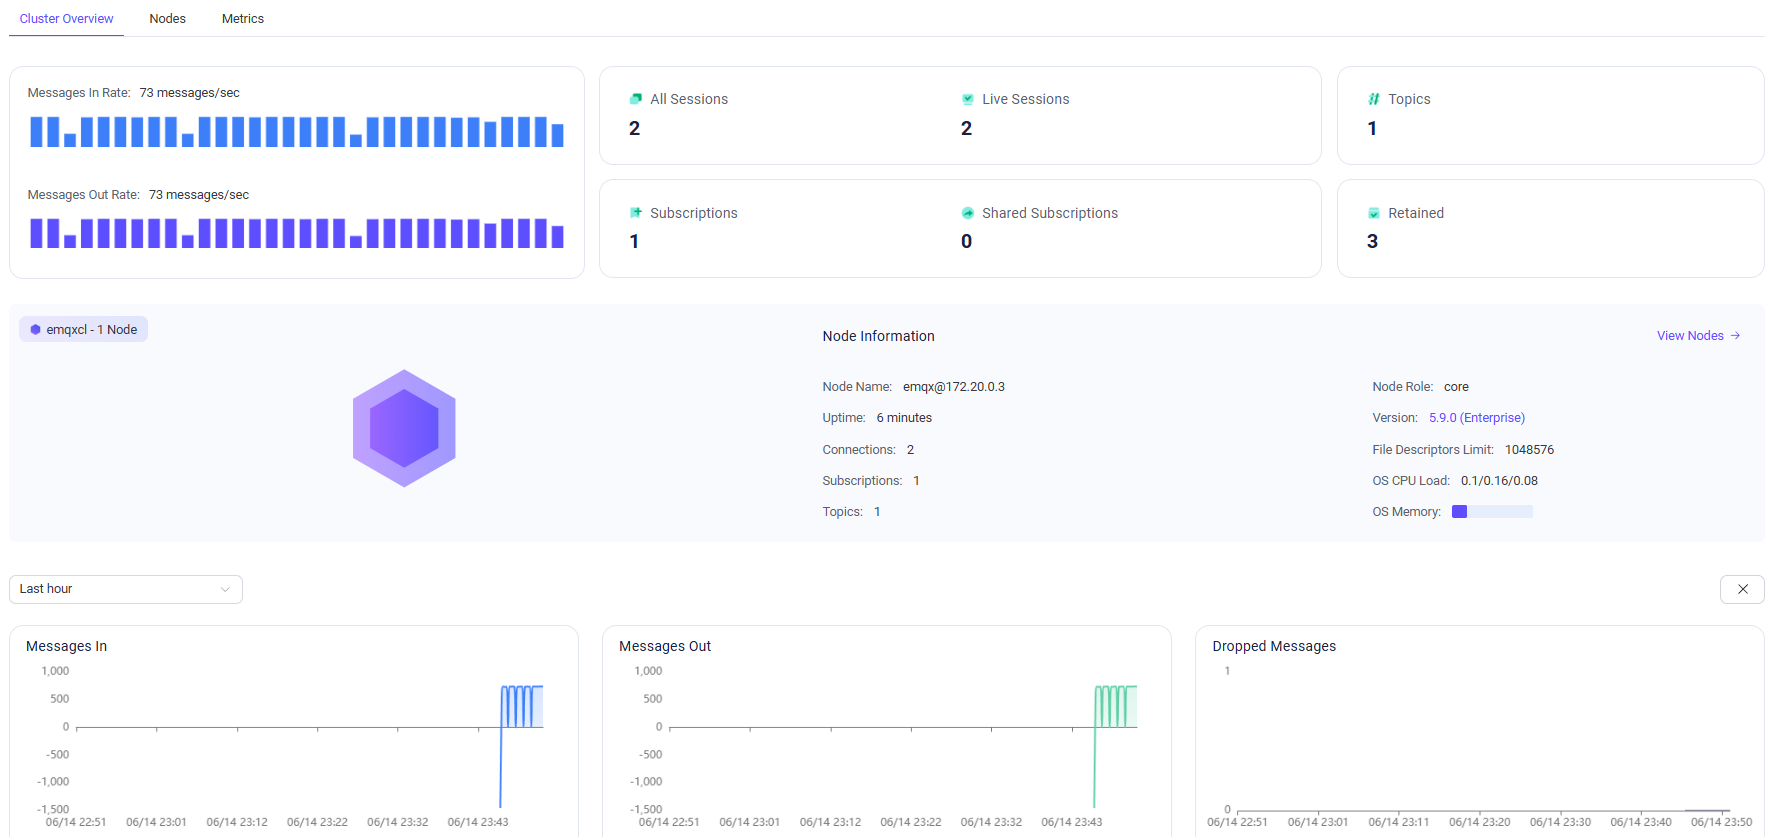 Cluster Overview Nodes Metrics
Messages In Rate: 73 messages/sec
Messages Out Rate: 73 messages/sec
All Sessions
2
Live Sessions
2
Topics
1
Subscriptions
1
Shared Subscriptions
0
Retained
3
emqxcl - 1 Node
Node Information
View Nodes →
Node Name: emqx@172.20.0.3
Uptime: 6 minutes
Connections: 2
Subscriptions: 1
Topics: 1
Node Role: core
Version: 5.9.0 (Enterprise)
File Descriptors Limit: 1048576
OS CPU Load: 0.1/0.16/0.08
OS Memory:
Last hour
Messages In
1,000
500
0
-500
-1,000
-1,500
06/14 22:51 06/14 23:01 06/14 23:12 06/14 23:22 06/14 23:32 06/14 23:43
Messages Out
1,000
500
0
-500
-1,000
-1,500
06/14 22:51 06/14 23:01 06/14 23:12 06/14 23:22 06/14 23:32 06/14 23:43
Dropped Messages
1
0
06/14 22:51 06/14 23:01 06/14 23:11 06/14 23:20 06/14 23:30 06/14 23:40 06/14 23:50